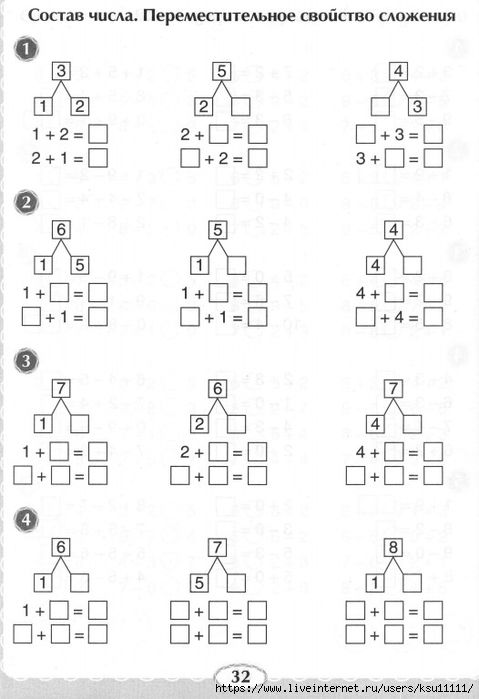 Состав числа. Переместительное свойство сложения
1
3 5 4
1 2 2 □ □ 3
1 + 2 = □ 2 + □ = □ □ + 3 = □
2 + 1 = □ □ + 2 = □ 3 + □ = □
2
6 5 4
1 5 1 □ 4 □
1 + □ = □ 1 + □ = □ 4 + □ = □
□ + 1 = □ □ + 1 = □ □ + 4 = □
3
7 6 7
1 □ 2 □ 4 □
1 + □ = □ 2 + □ = □ 4 + □ = □
□ + □ = □ □ + □ = □ □ + □ = □
4
6 7 8
1 □ 5 □ 1 □
1 + □ = □ □ + □ = □ □ + □ = □
□ + □ = □ □ + □ = □ □ + □ = □
32
https://www.liveinternet.ru/users/ksu11111/